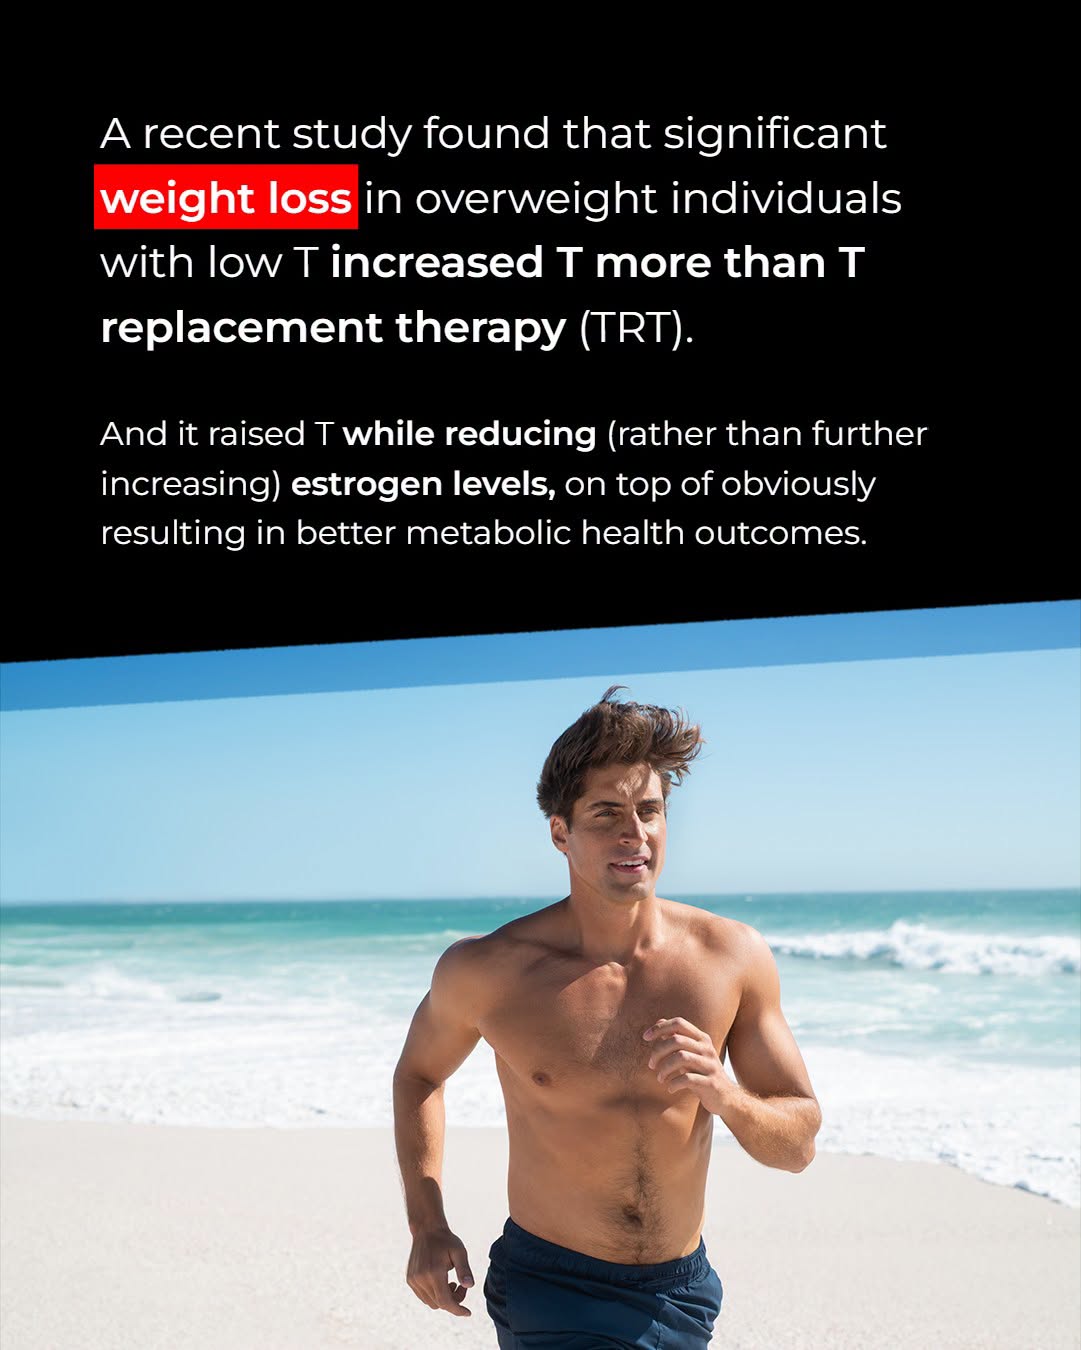 A recent study found that significant
weight loss in overweight individuals
with low T increased T more than T
replacement therapy (TRT).
And it raised T while reducing (rather than further
increasing) estrogen levels, on top of obviously
resulting in better metabolic health outcomes.